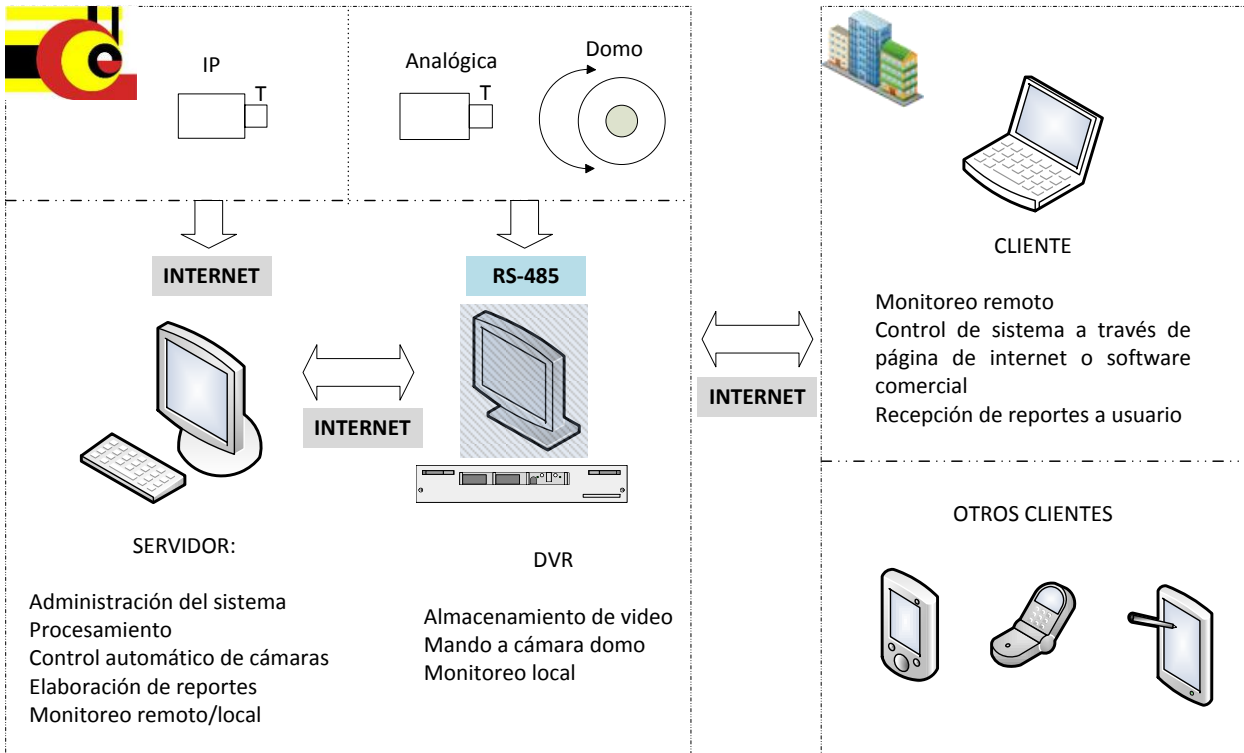 IP
T
Analógica
T
Domo
INTERNET
RS-485
INTERNET
SERVIDOR:
Administración del sistema
Procesamiento
Control automático de cámaras
Elaboración de reportes
Monitoreo remoto/local
DVR
Almacenamiento de video
Mando a cámara domo
Monitoreo local
INTERNET
CLIENTE
Monitoreo remoto
Control de sistema a través de
página de internet o software
comercial
Recepción de reportes a usuario
OTROS CLIENTES